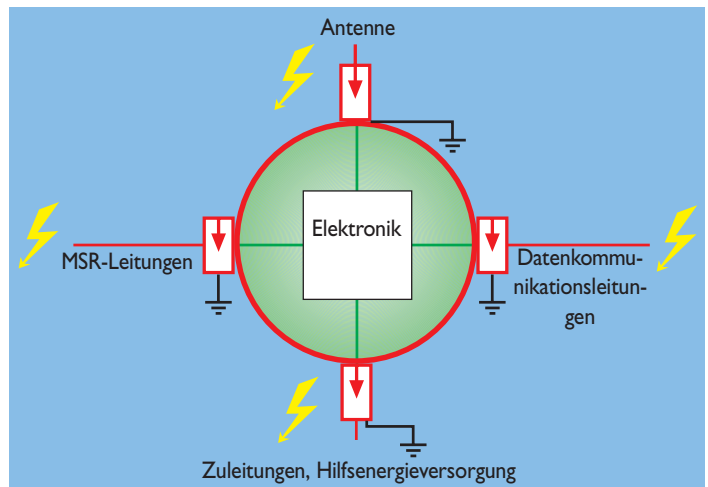 Antenne
Elektronik
MSR-Leitungen
Datenkommu-
nikationsleitun-
gen
Zuleitungen, Hilfsenergieversorgung